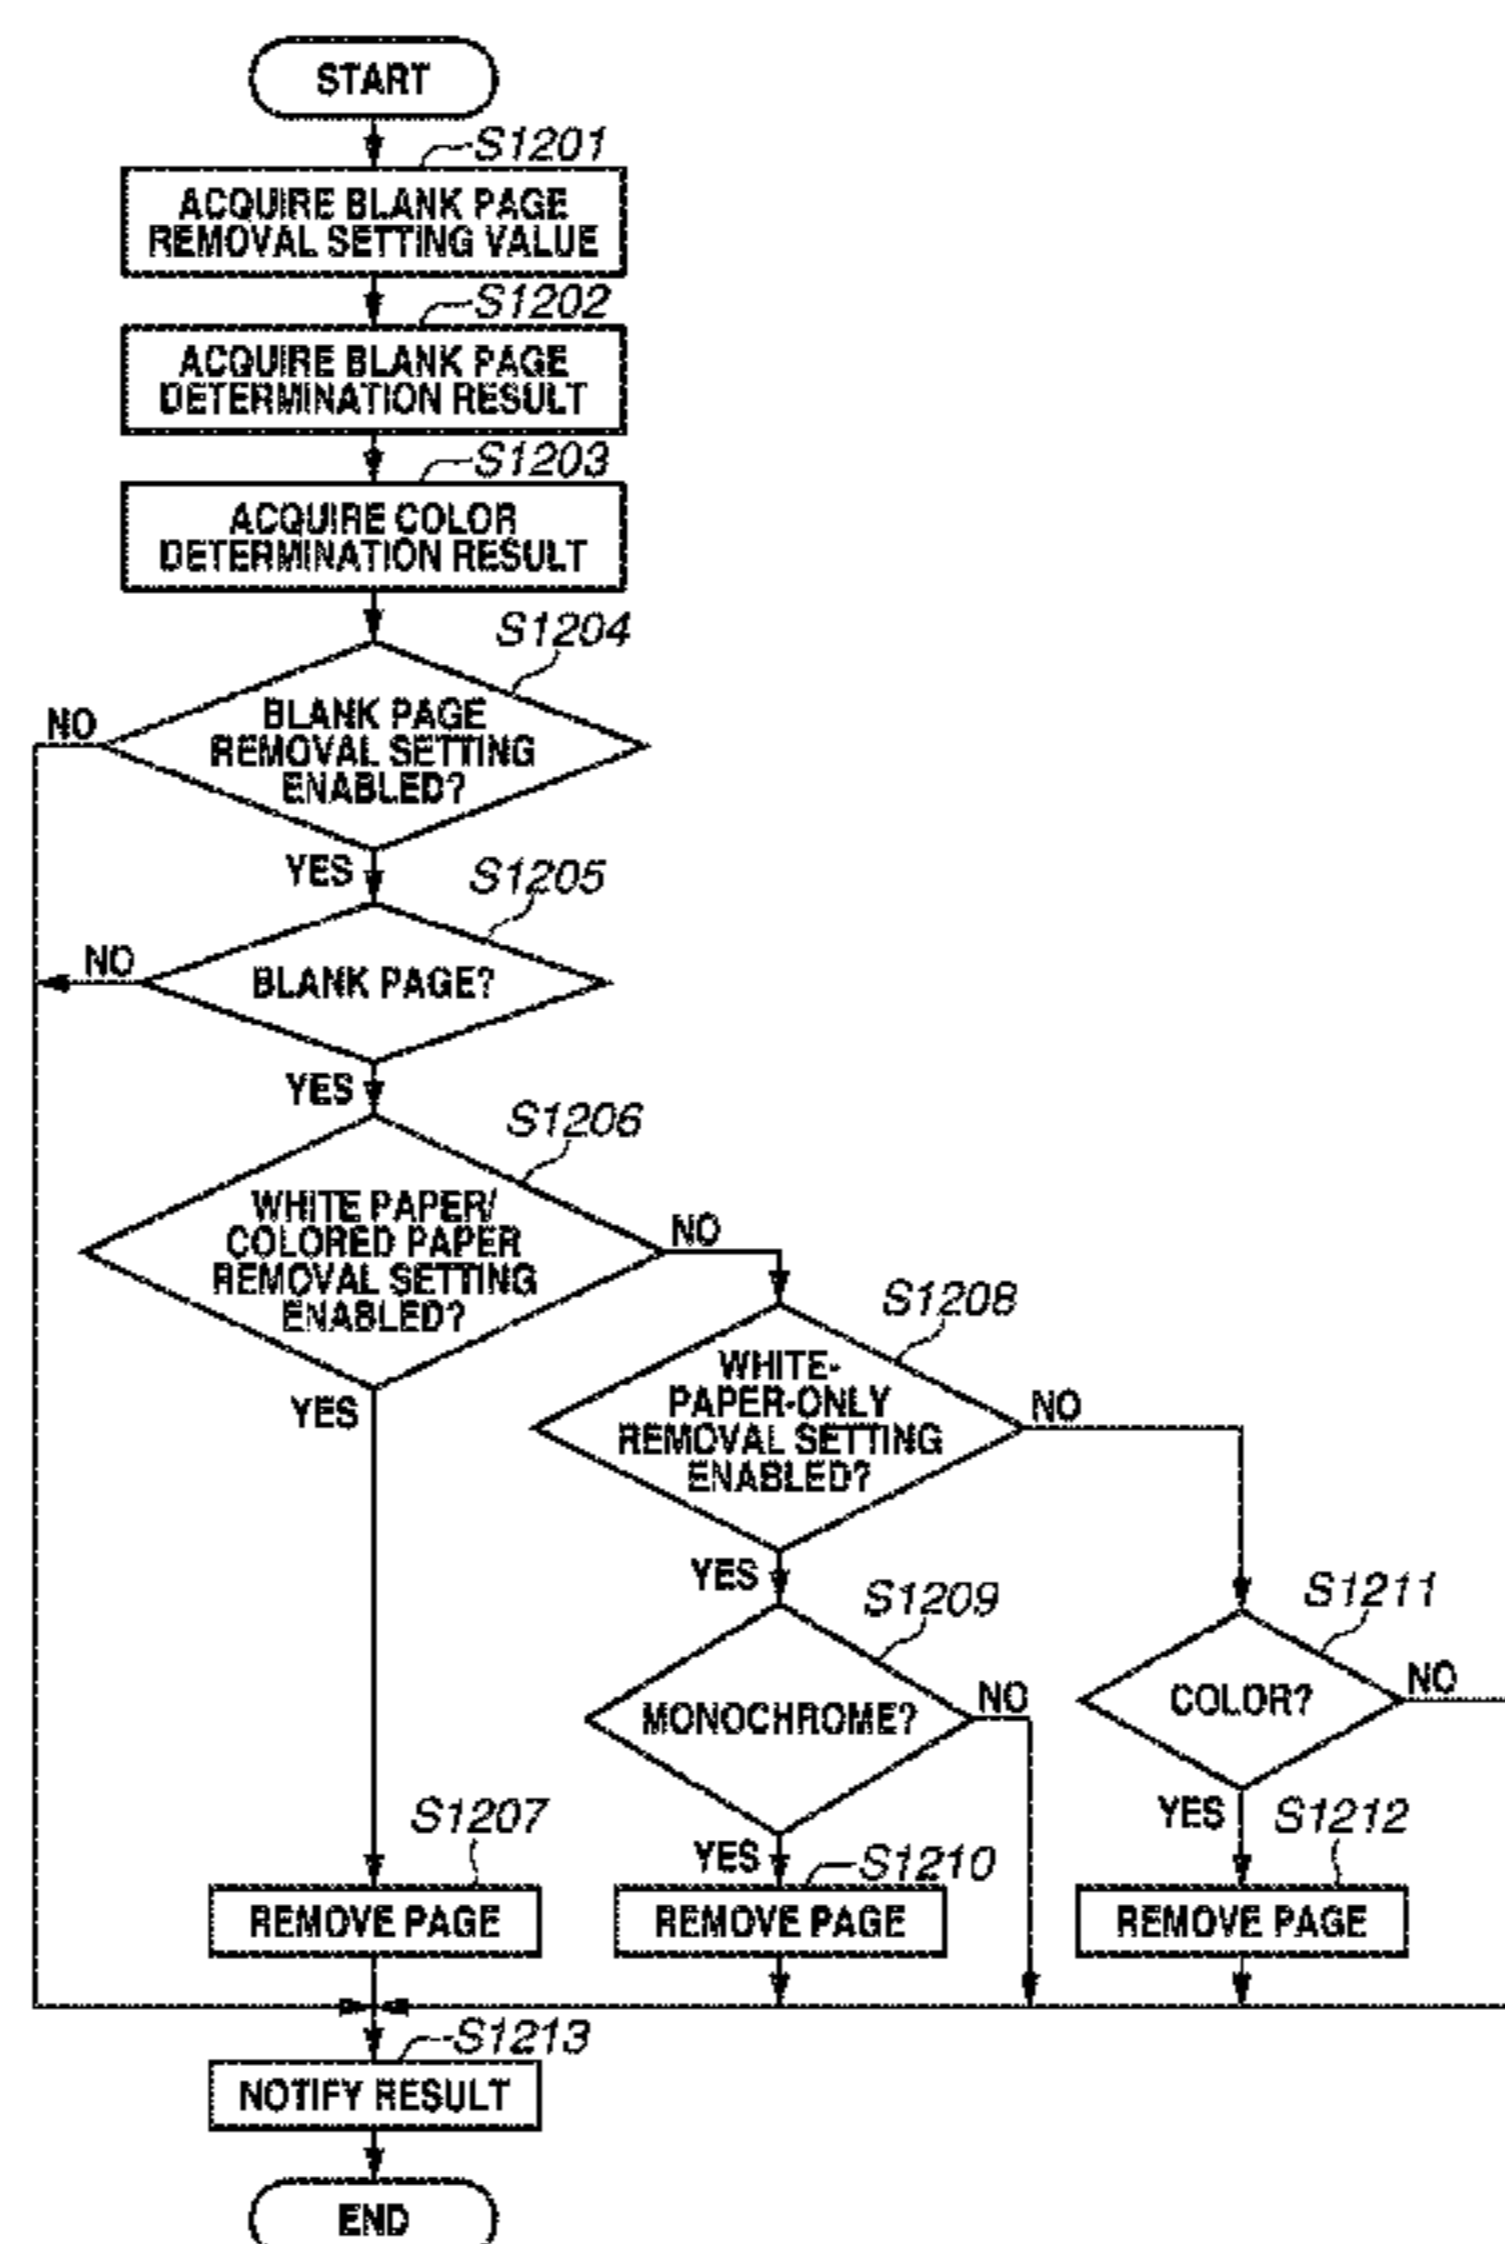 START
S1201
ACQUIRE BLANK PAGE
REMOVAL SETTING VALUE
S1202
ACQUIRE BLANK PAGE
DETERMINATION RESULT
S1203
ACQUIRE COLOR
DETERMINATION RESULT
S1204
BLANK PAGE
REMOVAL SETTING
ENABLED?
NO
YES
S1205
BLANK PAGE?
NO
YES
S1206
WHITE PAPER/
COLORED PAPER
REMOVAL SETTING
ENABLED?
NO
YES
S1208
WHITE-
PAPER-ONLY
REMOVAL SETTING
ENABLED?
NO
YES
S1209
MONOCHROME?
NO
YES
S1211
COLOR?
NO
YES
S1207
REMOVE PAGE
S1210
REMOVE PAGE
S1212
REMOVE PAGE
S1213
NOTIFY RESULT
END